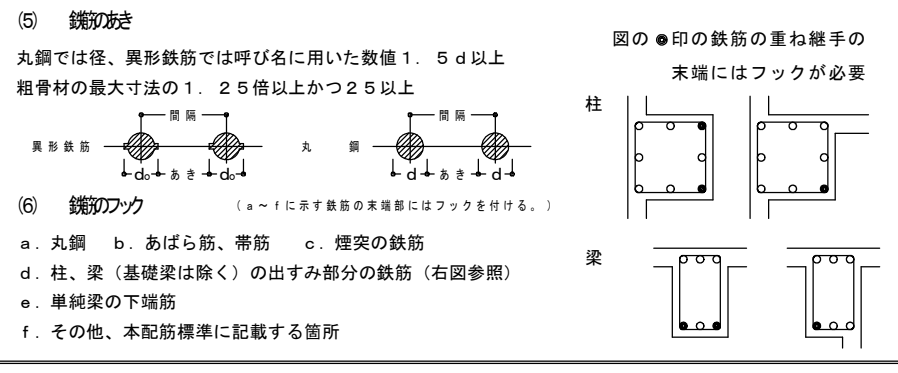 (5) 鉄筋のあき
丸鋼では径、異形鉄筋では呼び名に用いた数値１．５ｄ以上
粗骨材の最大寸法の１．２５倍以上かつ２５以上
間隔
間隔
異形鉄筋
丸鋼
do あき do
d あき d
(6) 鉄筋のフック （ａ～ｆに示す鉄筋の末端部にはフックを付ける。）
ａ．丸鋼 ｂ．あばら筋、帯筋 ｃ．煙突の鉄筋
ｄ．柱、梁（基礎梁は除く）の出すみ部分の鉄筋（右図参照）
ｅ．単純梁の下端筋
ｆ．その他、本配筋標準に記載する箇所
図の◎印の鉄筋の重ね継手の
末端にはフックが必要
柱
梁